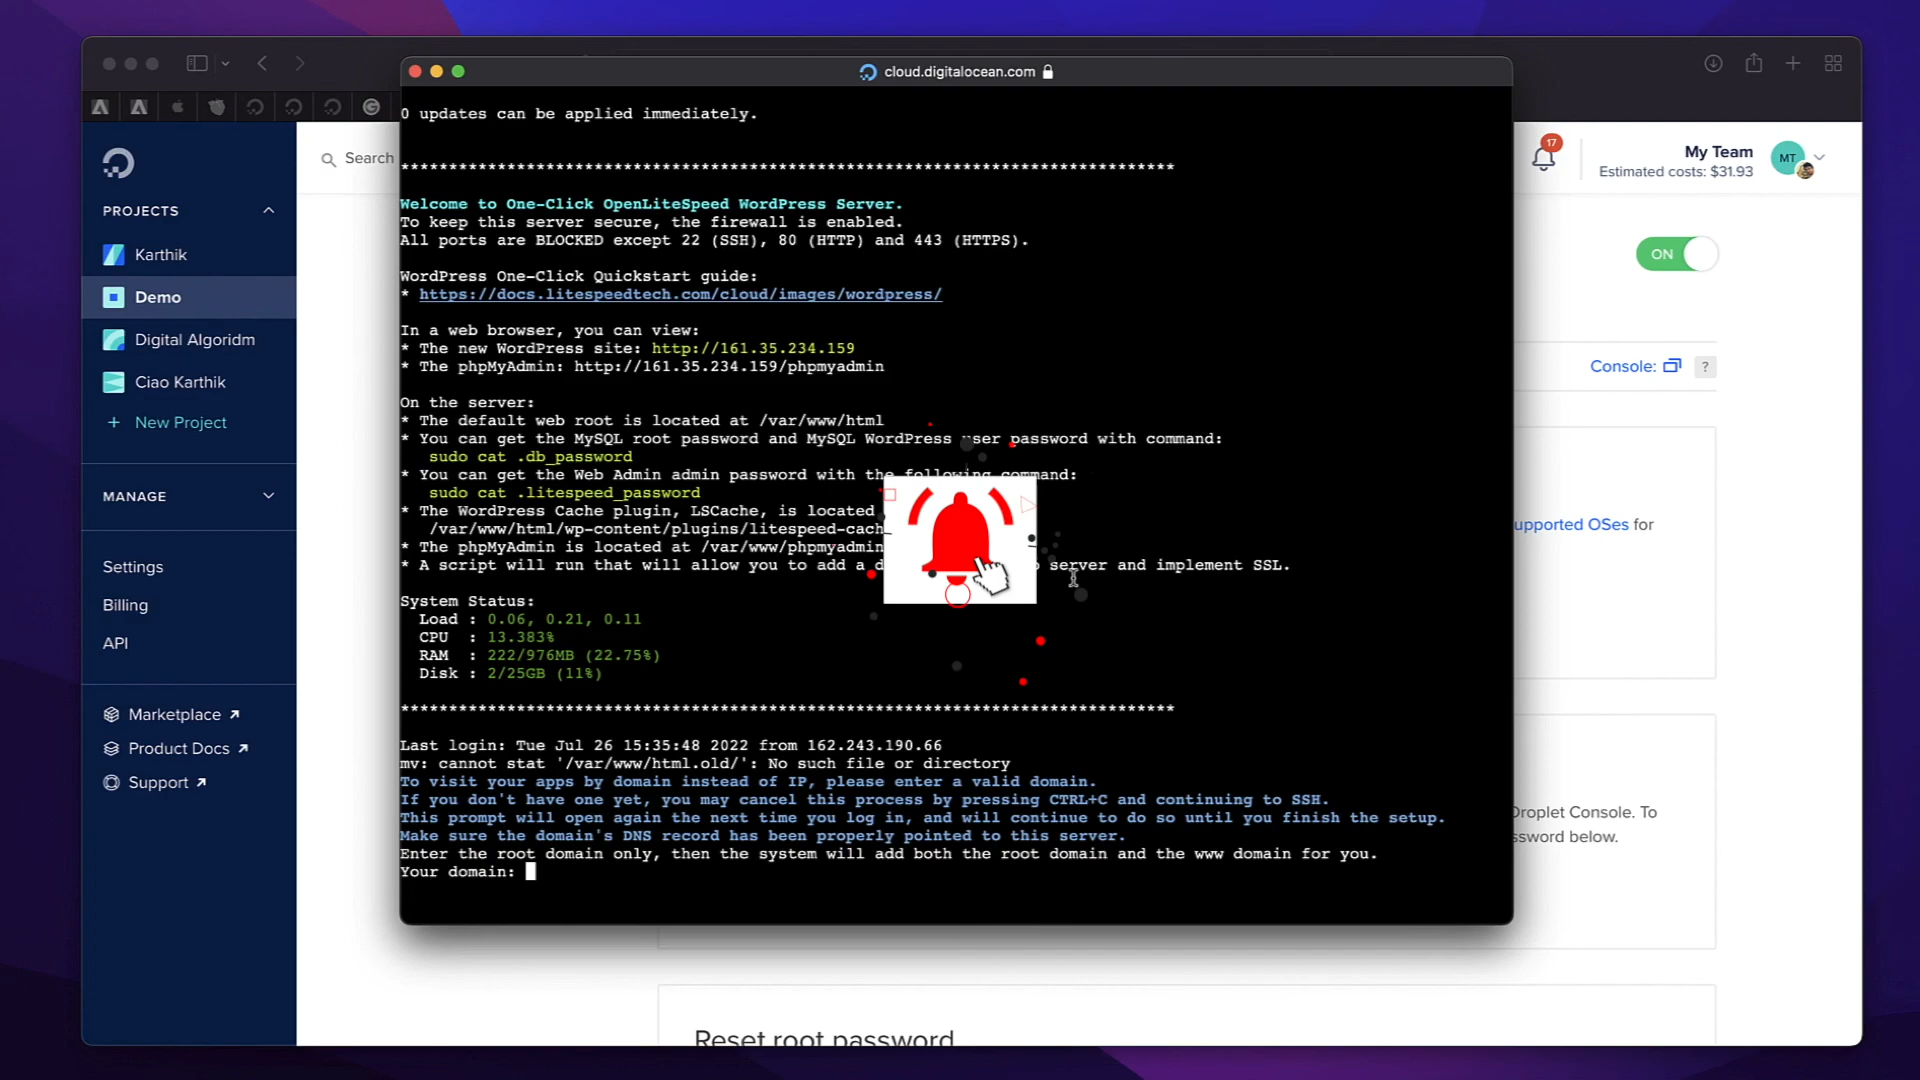 cloud.digitalocean.com
0 updates can be applied immediately.
********************************************************************************
Welcome to One-Click OpenLiteSpeed WordPress Server.
To keep this server secure, the firewall is enabled.
All ports are BLOCKED except 22 (SSH), 80 (HTTP) and 443 (HTTPS).
WordPress One-Click Quickstart guide:
* https://docs.litespeedtech.com/cloud/images/wordpress/
In a web browser, you can view:
* The new WordPress site: http://161.35.234.159
* The phpMyAdmin: http://161.35.234.159/phpmyadmin
On the server:
* The default web root is located at /var/www/html
* You can get the MySQL root password and MySQL WordPress user password with command:
sudo cat .db_password
* You can get the Web Admin admin password with the following command:
sudo cat .litespeed_password
* The WordPress Cache plugin, LSCache, is located
/var/www/html/wp-content/plugins/litespeed-cach
* The phpMyAdmin is located at /var/www/phpmyadmin
* A script will run that will allow you to add a d server and implement SSL.
System Status:
Load : 0.06, 0.21, 0.11
CPU : 13.383%
RAM : 222/976MB (22.75%)
Disk : 2/25GB (11%)
********************************************************************************
Last login: Tue Jul 26 15:35:48 2022 from 162.243.190.66
mv: cannot stat '/var/www/html.old/': No such file or directory
To visit your apps by domain instead of IP, please enter a valid domain.
If you don't have one yet, you may cancel this process by pressing CTRL+C and continuing to SSH.
This prompt will open again the next time you log in, and will continue to do so until you finish the setup.
Make sure the domain's DNS record has been properly pointed to this server.
Enter the root domain only, then the system will add both the root domain and the www domain for you.
Your domain:
PROJECTS
Karthik
Demo
Digital Algoridm
Ciao Karthik
+ New Project
MANAGE
Settings
Billing
API
Marketplace
Product Docs
Support
Search
17
My Team
Estimated costs: $31.93
MT
ON
Console:
?
upported OSes for
Droplet Console. To
ssword below.
Reset root password